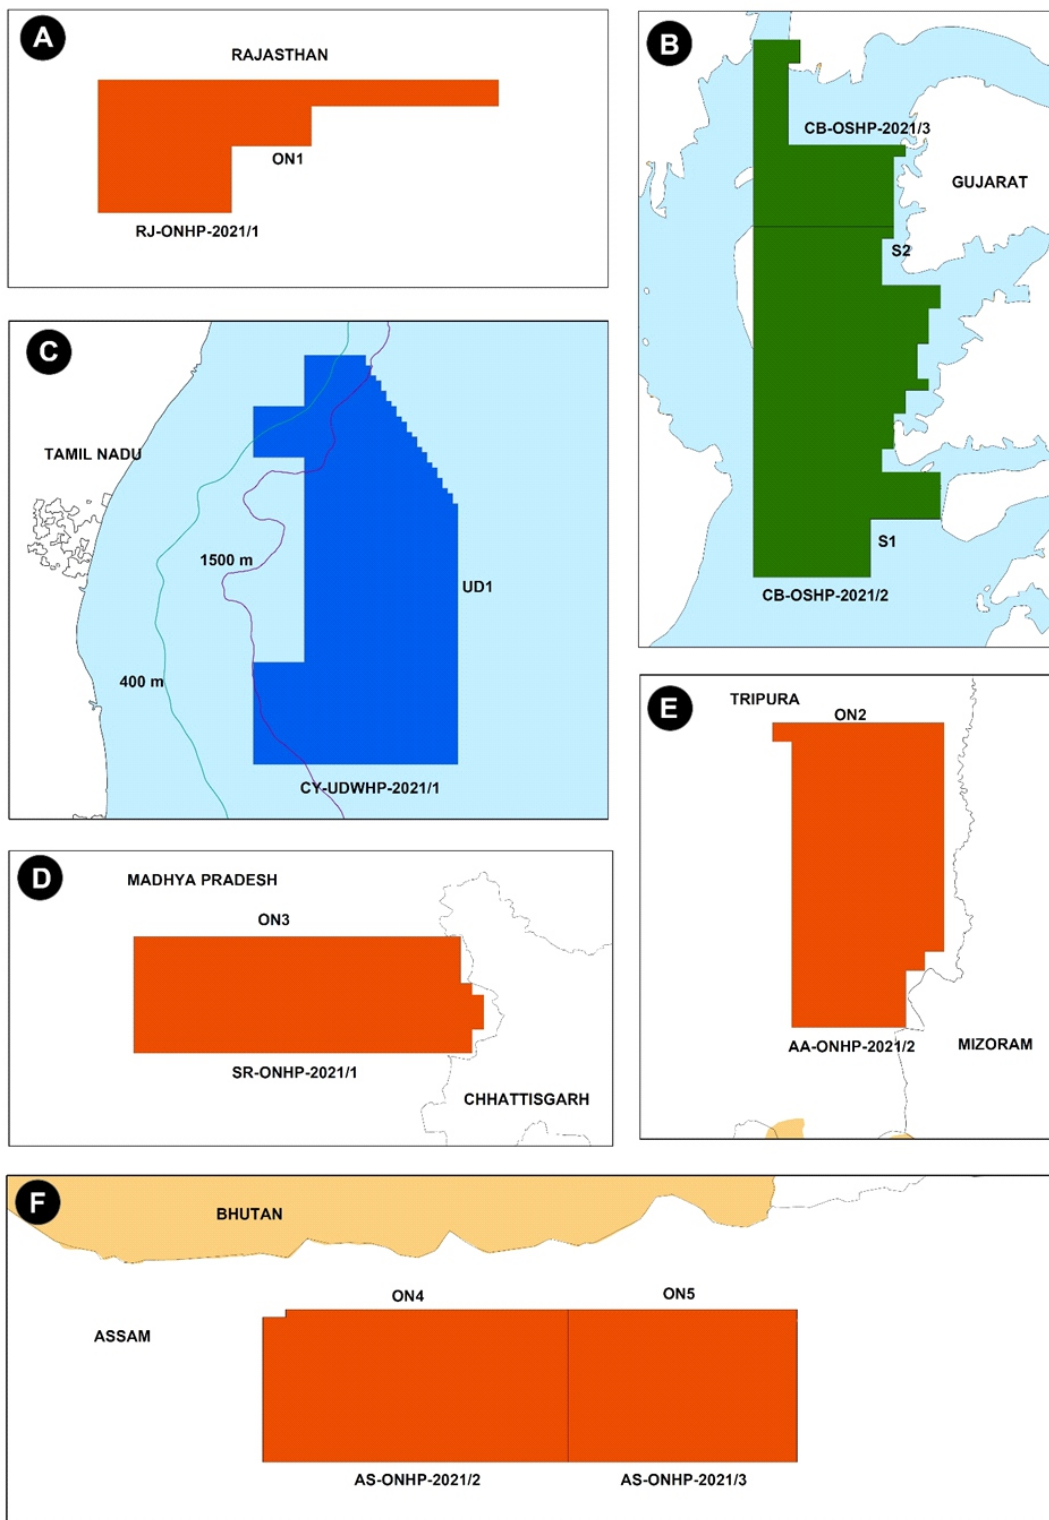 A
RAJASTHAN
ON1
RJ-ONHP-2021/1
B
CB-OSHP-2021/3
GUJARAT
S2
S1
CB-OSHP-2021/2
C
TAMIL NADU
1500 m
UD1
400 m
CY-UDWHP-2021/1
D
MADHYA PRADESH
ON3
SR-ONHP-2021/1
CHHATTISGARH
E
TRIPURA
ON2
AA-ONHP-2021/2
MIZORAM
F
BHUTAN
ON4
ON5
ASSAM
AS-ONHP-2021/2
AS-ONHP-2021/3